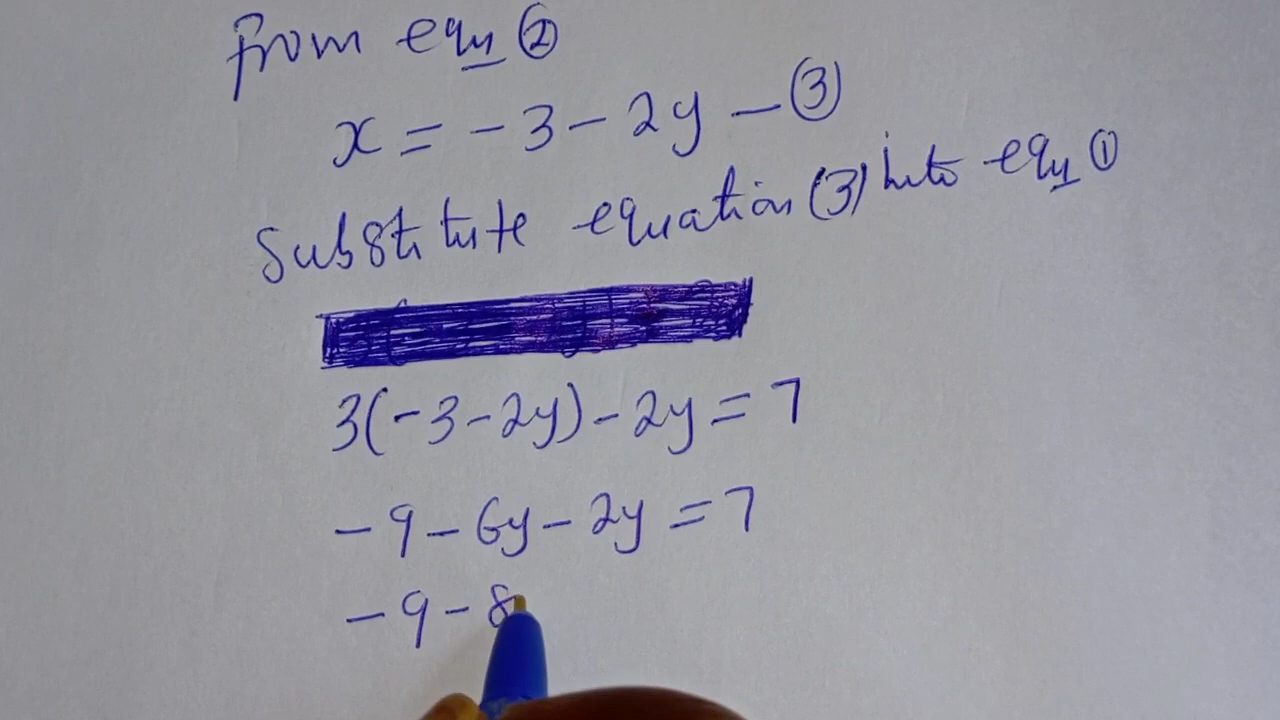 from eqn ②
x = -3 - 2y - ③
Substitute equation (3) into eqn ①
3(-3-2y) - 2y = 7
-9 - 6y - 2y = 7
-9 - 8